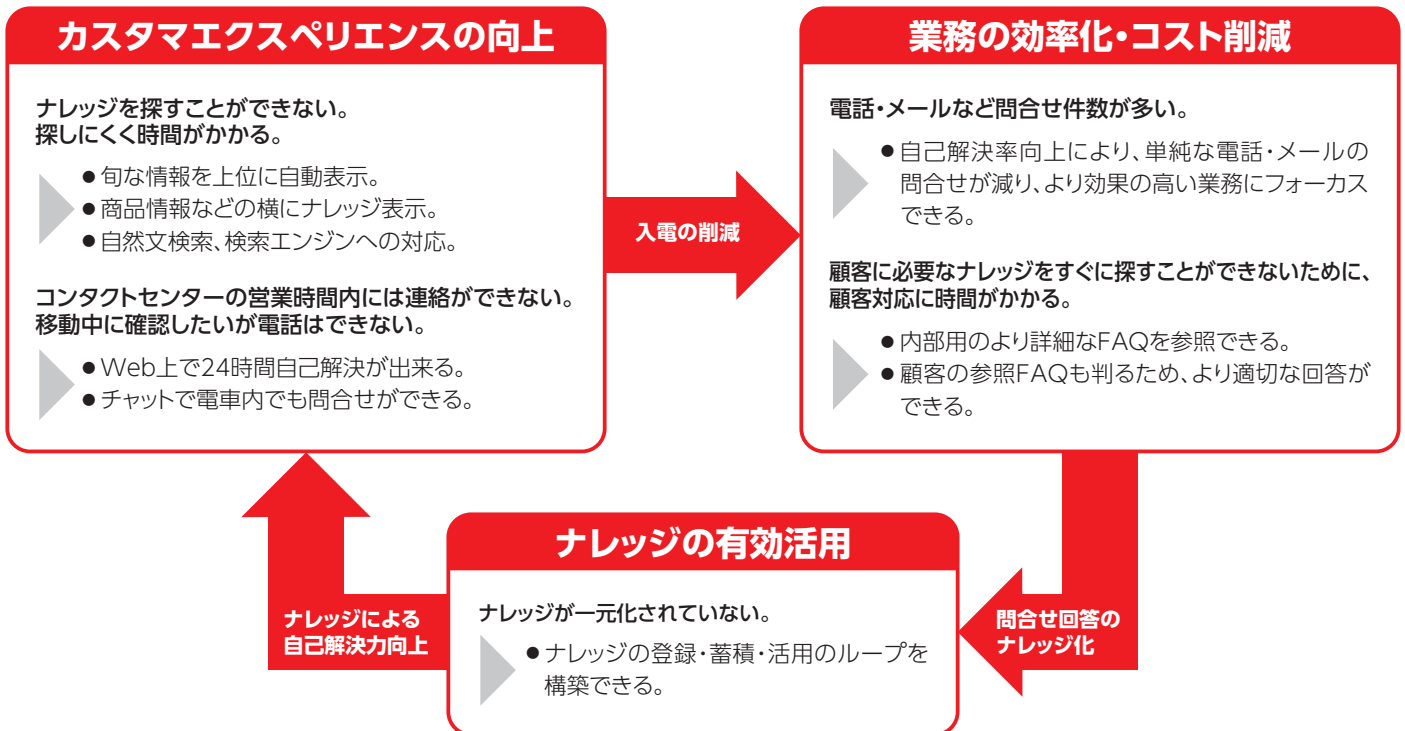 カスタマエクスペリエンスの向上
ナレッジを探すことができない。
探しにくく時間がかかる。
●旬な情報を上位に自動表示。
●商品情報などの横にナレッジ表示。
●自然文検索、検索エンジンへの対応。
コンタクトセンターの営業時間内には連絡ができない。
移動中に確認したいが電話はできない。
●Web上で24時間自己解決が出来る。
●チャットで電車内でも問合せができる。
入電の削減
業務の効率化・コスト削減
電話・メールなど問合せ件数が多い。
●自己解決率向上により、単純な電話・メールの
問合せが減り、より効果の高い業務にフォーカス
できる。
顧客に必要なナレッジをすぐに探すことができないために、
顧客対応に時間がかかる。
●内部用のより詳細なFAQを参照できる。
●顧客の参照FAQも判るため、より適切な回答が
できる。
問合せ回答の
ナレッジ化
ナレッジの有効活用
ナレッジが一元化されていない。
●ナレッジの登録・蓄積・活用のループを
構築できる。
ナレッジによる
自己解決力向上